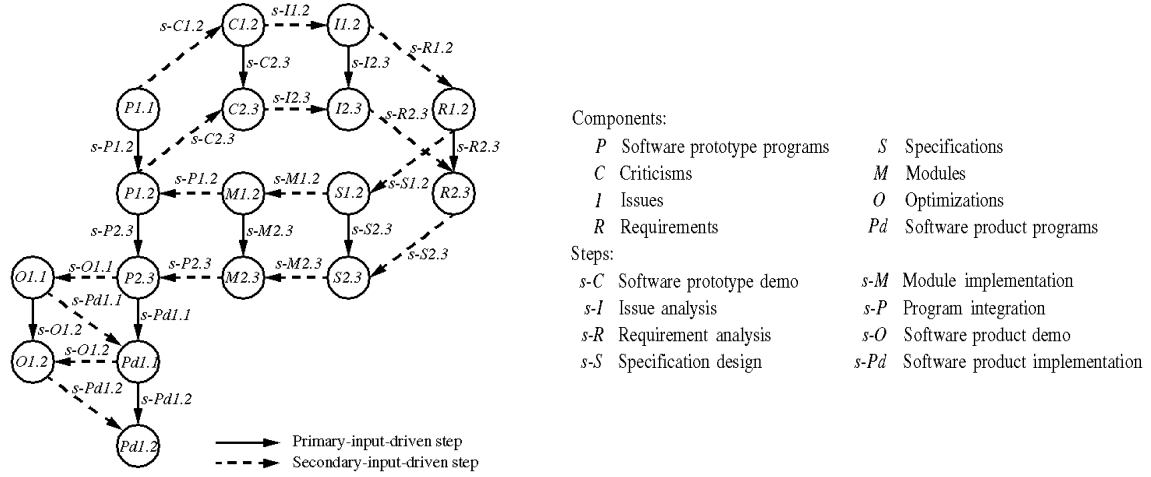 s-I1.2
C1.2
I1.2
s-C1.2
s-R1.2
s-C2.3
s-I2.3
P1.1
C2.3
s-I2.3
I2.3
R1.2
s-R2.3
s-P1.2
s-C2.3
s-R2.3
P1.2
s-P1.2
M1.2
s-M1.2
S1.2
s-S1.2
R2.3
s-P2.3
s-M2.3
s-S2.3
s-S2.3
O1.1
s-O1.1
P2.3
s-P2.3
M2.3
s-M2.3
S2.3
s-Pd1.1
s-Pd1.1
s-O1.2
s-O1.2
O1.2
Pd1.1
s-Pd1.2
s-Pd1.2
Pd1.2
Primary-input-driven step
Secondary-input-driven step
Components:
P Software prototype programs
S Specifications
C Criticisms
M Modules
I Issues
O Optimizations
R Requirements
Pd Software product programs
Steps:
s-C Software prototype demo
s-M Module implementation
s-I Issue analysis
s-P Program integration
s-R Requirement analysis
s-O Software product demo
s-S Specification design
s-Pd Software product implementation